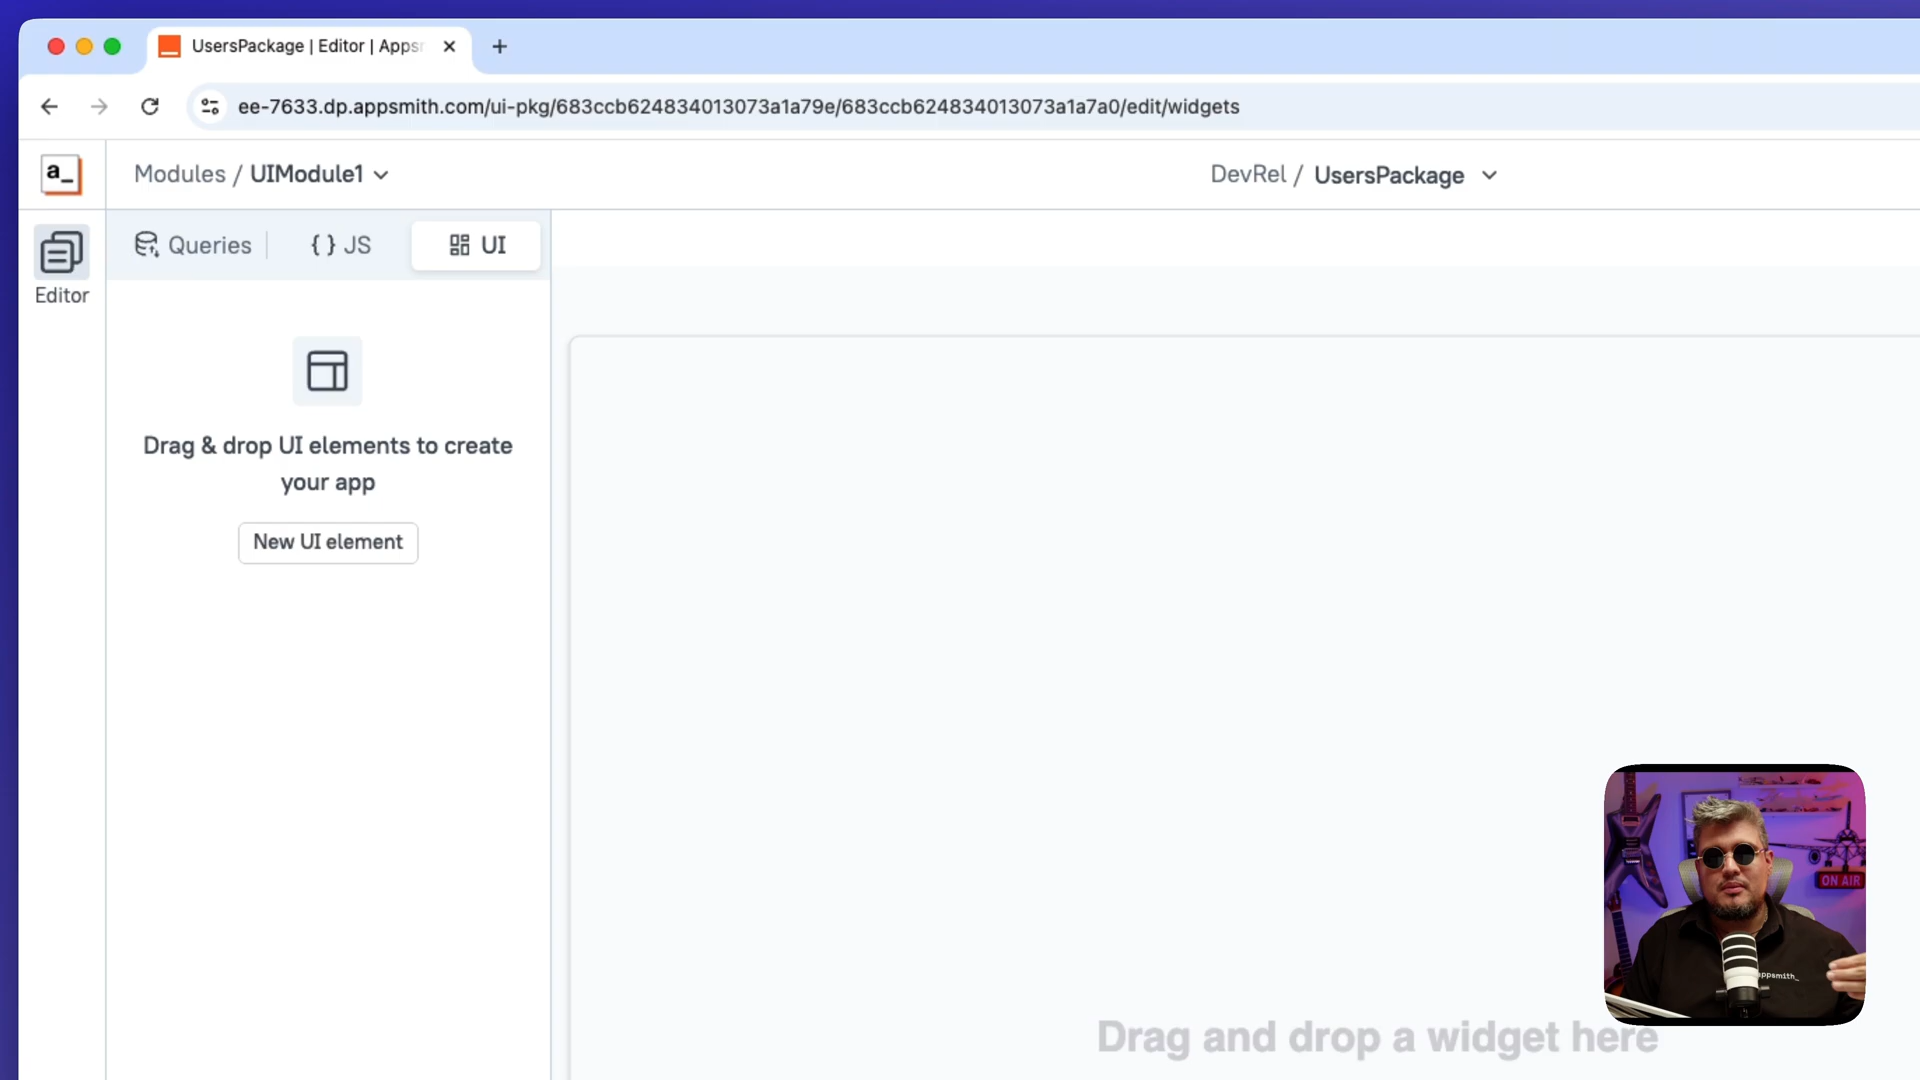 UsersPackage | Editor | Apps
ee-7633.dp.appsmith.com/ui-pkg/683ccb624834013073a1a79e/683ccb624834013073a1a7a0/edit/widgets
a_
Modules / UIModule1
DevRel / UsersPackage
Queries
{ } JS
UI
Editor
Drag & drop UI elements to create
your app
New UI element
ON AIR
appsmith_
Drag and drop a widget here